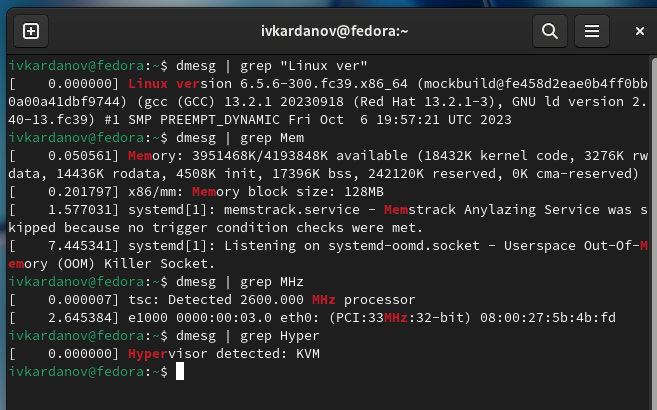 ivkardanov@fedora:~
ivkardanov@fedora:~$ dmesg | grep "Linux ver"
[    0.000000] Linux version 6.5.6-300.fc39.x86_64 (mockbuild@fe458d2eae0b4ff0bb
0a00a41dbf9744) (gcc (GCC) 13.2.1 20230918 (Red Hat 13.2.1-3), GNU ld version 2.
40-13.fc39) #1 SMP PREEMPT_DYNAMIC Fri Oct  6 19:57:21 UTC 2023
ivkardanov@fedora:~$ dmesg | grep Mem
[    0.050561] Memory: 3951468K/4193848K available (18432K kernel code, 3276K rw
data, 14436K rodata, 4508K init, 17396K bss, 242120K reserved, 0K cma-reserved)
[    0.201797] x86/mm: Memory block size: 128MB
[    1.577031] systemd[1]: memstrack.service - Memstrack Anylazing Service was s
kipped because no trigger condition checks were met.
[    7.445341] systemd[1]: Listening on systemd-oomd.socket - Userspace Out-Of-M
emory (OOM) Killer Socket.
ivkardanov@fedora:~$ dmesg | grep MHz
[    0.000007] tsc: Detected 2600.000 MHz processor
[    2.645384] e1000 0000:00:03.0 eth0: (PCI:33MHz:32-bit) 08:00:27:5b:4b:fd
ivkardanov@fedora:~$ dmesg | grep Hyper
[    0.000000] Hypervisor detected: KVM
ivkardanov@fedora:~$